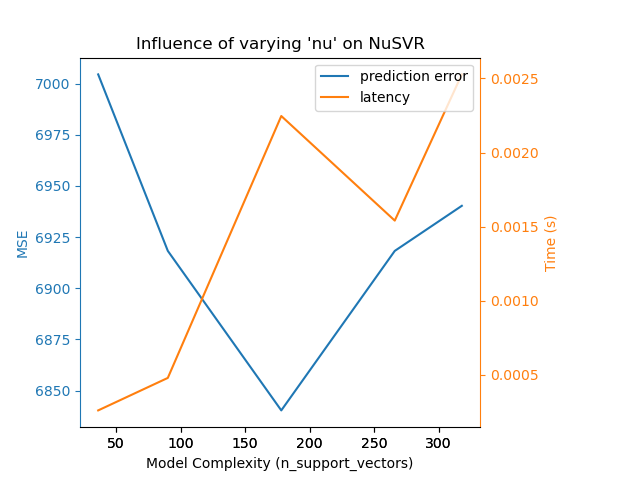 Influence of varying 'nu' on NuSVR
prediction error
latency
7000
6975
6950
6925
6900
6875
6850
MSE
0.0025
0.0020
0.0015
0.0010
0.0005
Time (s)
50 100 150 200 250 300
Model Complexity (n_support_vectors)